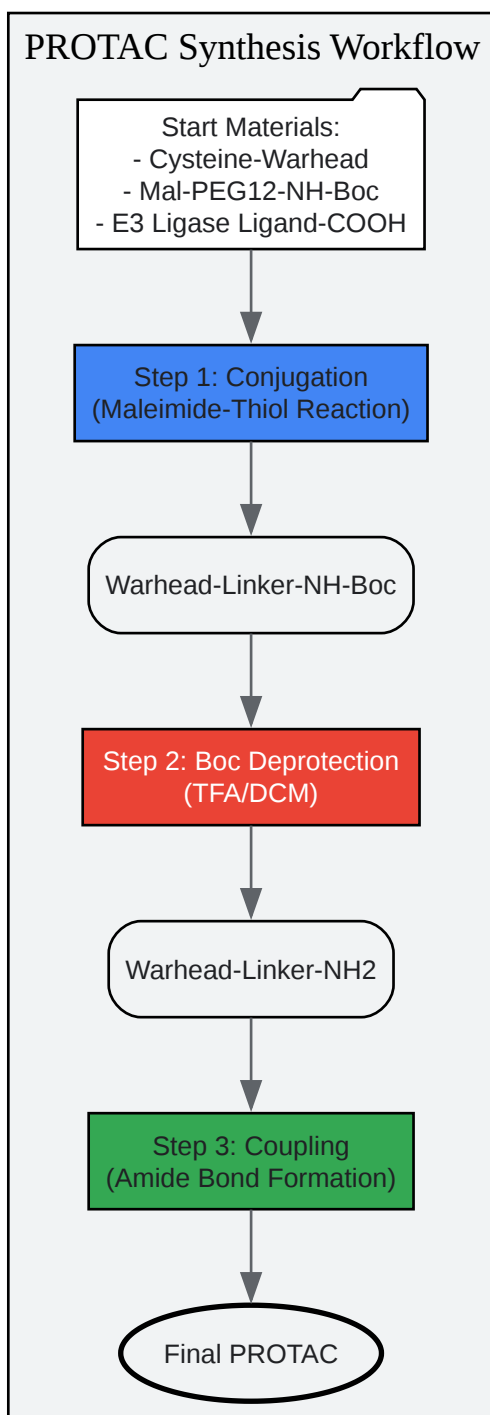 PROTAC Synthesis Workflow
Start Materials:
- Cysteine-Warhead
- Mal-PEG12-NH-Boc
- E3 Ligase Ligand-COOH
Step 1: Conjugation
(Maleimide-Thiol Reaction)
Warhead-Linker-NH-Boc
Step 2: Boc Deprotection
(TFA/DCM)
Warhead-Linker-NH2
Step 3: Coupling
(Amide Bond Formation)
Final PROTAC